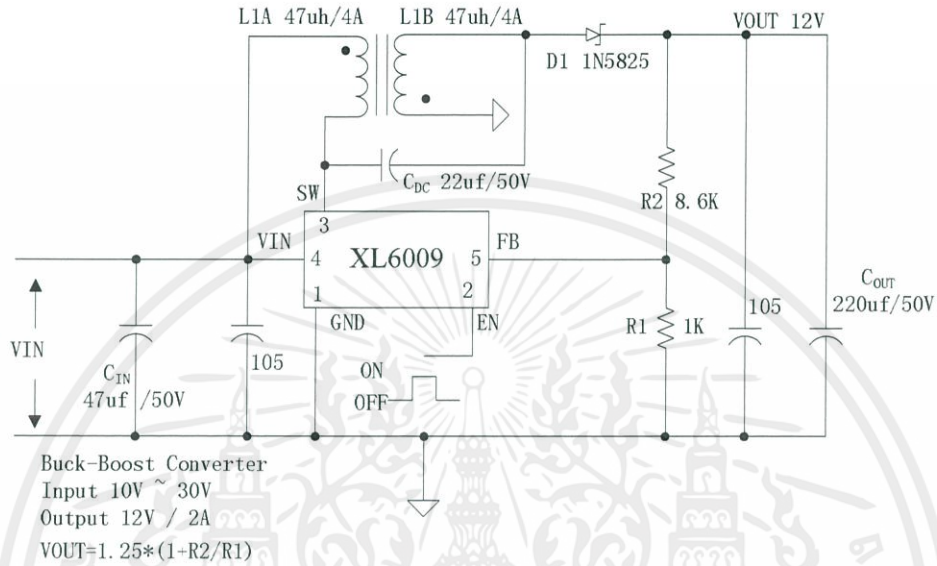 L1A 47uh/4A
L1B 47uh/4A
VOUT 12V
D1 1N5825
CDC 22uf/50V
SW
R2 8.6K
3
VIN
FB
4
XL6009
5
1
2
GND
EN
R1
1K
105
COUT
220uf/50V
VIN
CIN
47uf /50V
105
ON
OFF
Buck-Boost Converter
Input 10V ~ 30V
Output 12V / 2A
VOUT=1.25*(1+R2/R1)